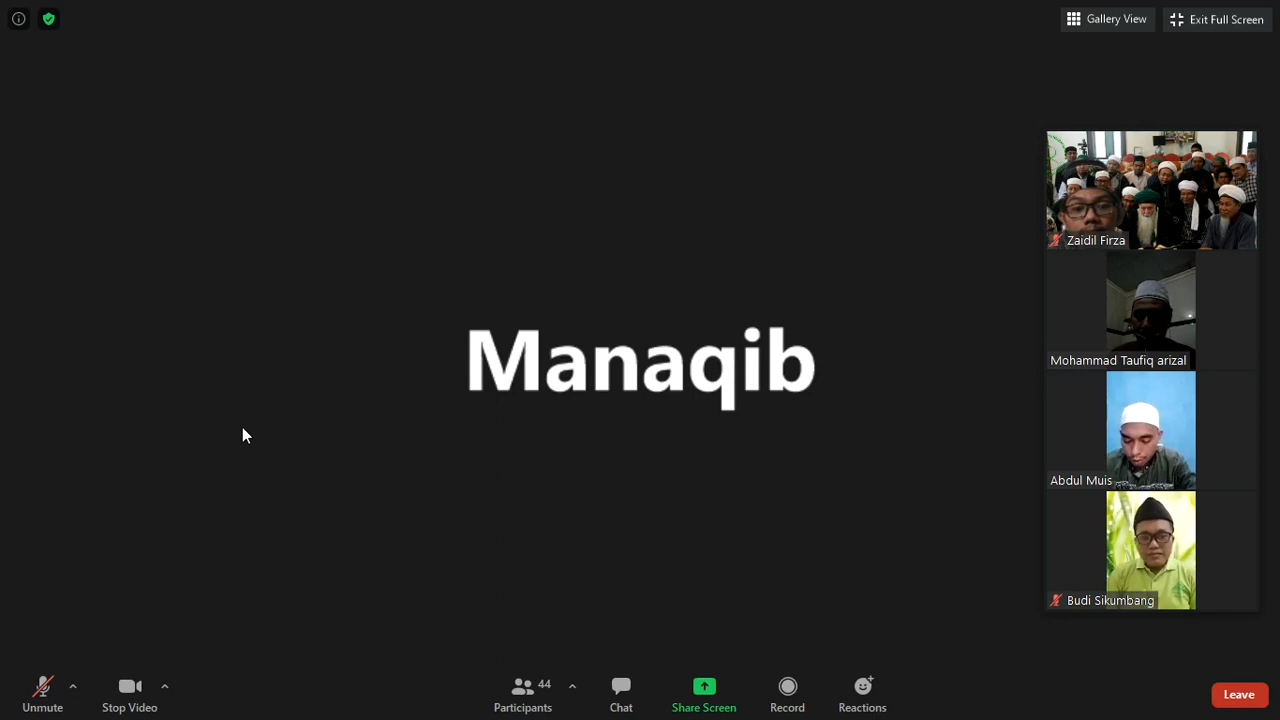 Gallery View
Exit Full Screen
Manaqib
Zaidil Firza
Mohammad Taufiq arizal
Abdul Muis
Budi Sikumbang
Unmute
Stop Video
44
Participants
Chat
Share Screen
Record
Reactions
Leave